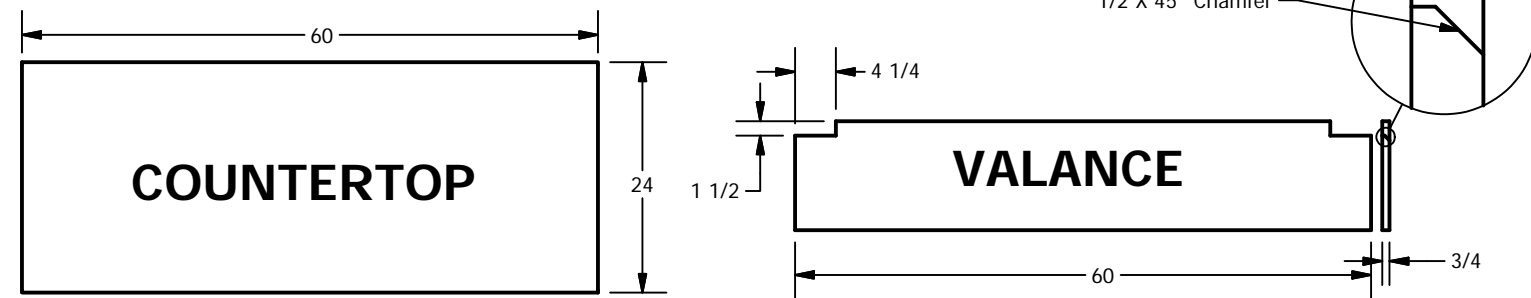 1/2 X 45° Chamfer
60
4 1/4
COUNTERTOP
VALANCE
24
1 1/2
3/4
60